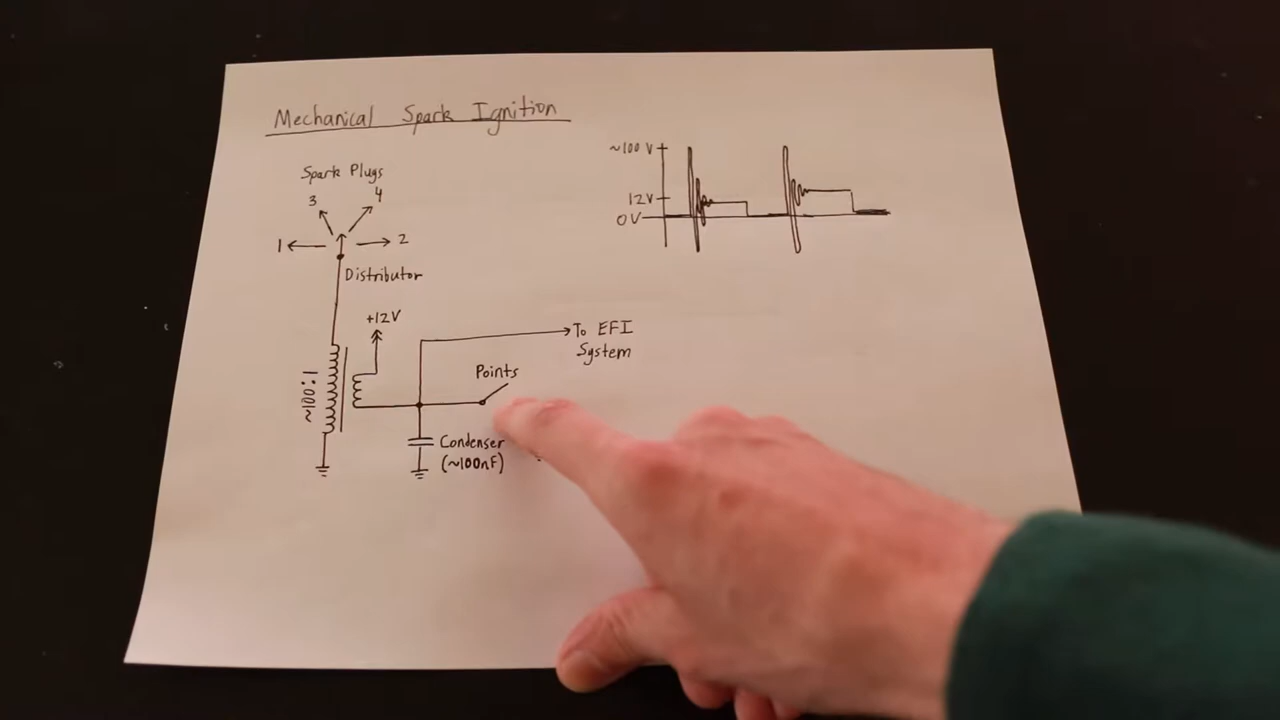 Mechanical Spark Ignition
Spark Plugs
3 4
1 2
Distributor
+12V
To EFI
System
Points
1:001~
Condenser
(~100nF)
~100 V
12V
0V